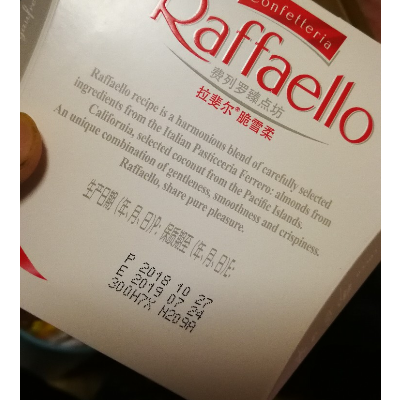 Confetteria
Raffaello
费列罗臻点坊
拉斐尔®脆雪柔
Raffaello recipe is a harmonious blend of carefully selected
ingredients from the Italian Pasticceria Ferrero: almonds from
California, selected coconut from the Pacific Islands.
An unique combination of gentleness, smoothness and crispiness.
Raffaello, share pure pleasure.
生产日期 (年,月,日)P: 保质期至 (年,月,日)E:
P 2018 10 27
E 2019 07 24
300H7X H209A